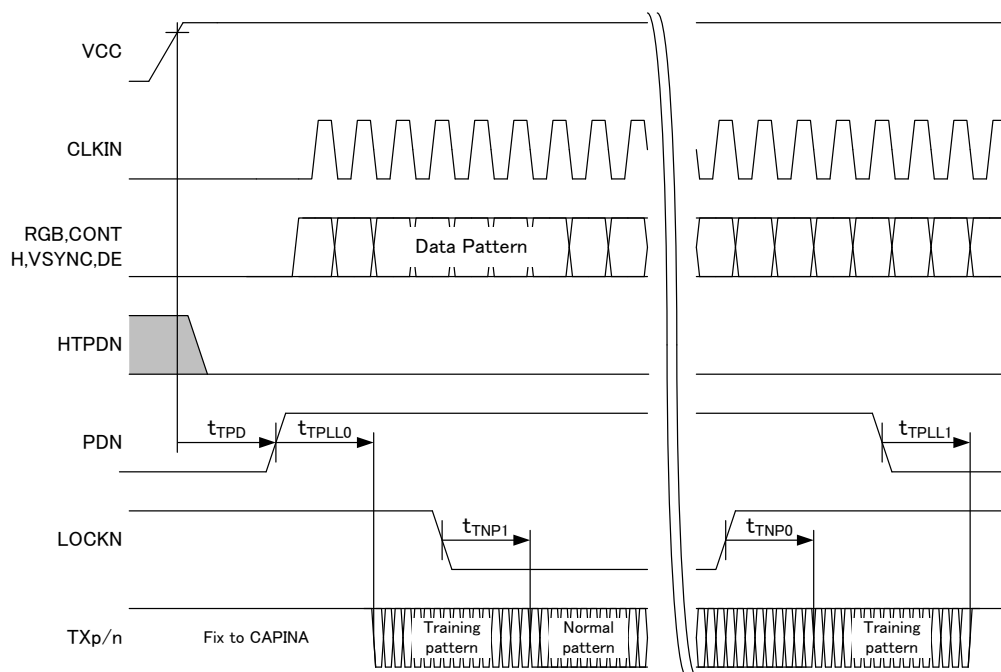 VCC
CLKIN
RGB,CONT
H,VSYNC,DE
Data Pattern
HTPDN
PDN
tTPD
tTPLL0
tTPLL1
LOCKN
tTNP1
tTNP0
TXp/n
Fix to CAPINA
Training
pattern
Normal
pattern
Training
pattern